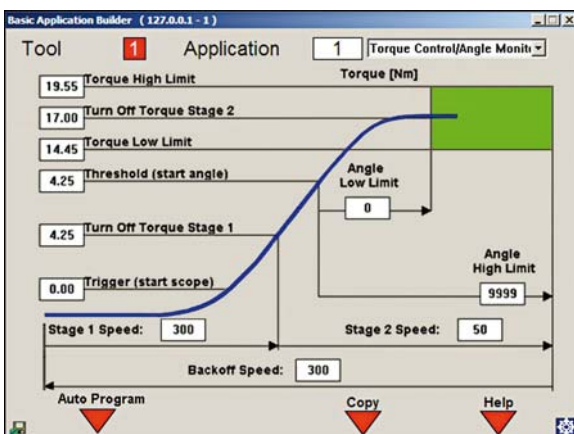 Basic Application Builder ( 127.0.0.1 - 1 )
Tool 1 Application 1 Torque Control/Angle Monit
Torque [Nm]
19.55 Torque High Limit
17.00 Turn Off Torque Stage 2
14.45 Torque Low Limit
4.25 Threshold (start angle)
Angle
Low Limit
0
4.25 Turn Off Torque Stage 1
Angle
High Limit
9999
0.00 Trigger (start scope)
Stage 1 Speed: 300 Stage 2 Speed: 50
Backoff Speed: 300
Auto Program Copy Help